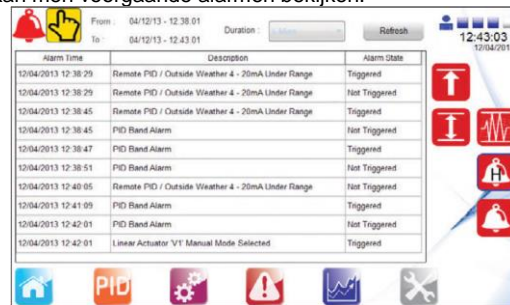 kan men voorgaande alarmen bekijken.
From : 04/12/13 - 12.38.01 Duration : Refresh
To : 04/12/13 - 12.43.01
12:43:03
12/04/201
Alarm Time Description Alarm State
12/04/2013 12:38:29 Remote PID / Outside Weather 4 - 20mA Under Range Triggered
12/04/2013 12:38:29 Remote PID / Outside Weather 4 - 20mA Under Range Not Triggered
12/04/2013 12:38:45 Remote PID / Outside Weather 4 - 20mA Under Range Triggered
12/04/2013 12:38:45 PID Band Alarm Not Triggered
12/04/2013 12:38:47 PID Band Alarm Triggered
12/04/2013 12:38:51 PID Band Alarm Not Triggered
12/04/2013 12:40:05 Remote PID / Outside Weather 4 - 20mA Under Range Not Triggered
12/04/2013 12:41:09 PID Band Alarm Triggered
12/04/2013 12:42:01 PID Band Alarm Not Triggered
12/04/2013 12:42:01 Linear Actuator 'V1' Manual Mode Selected Triggered
H
PID